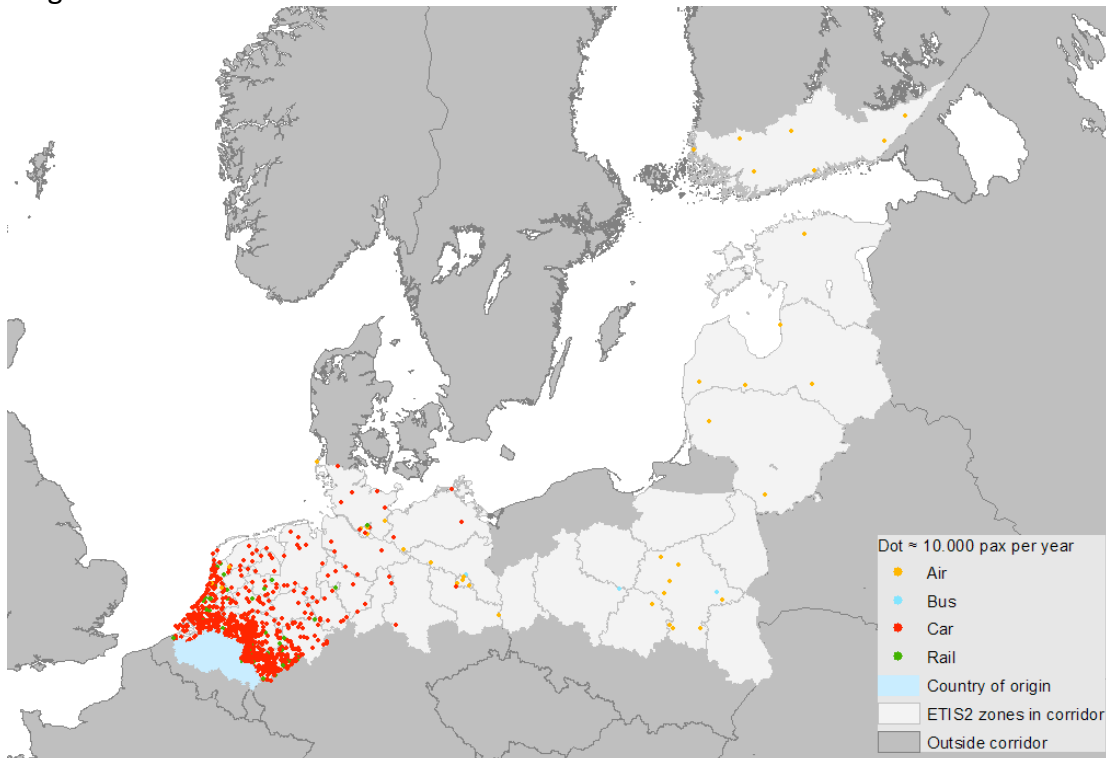 Dot ≈ 10.000 pax per year
Air
Bus
Car
Rail
Country of origin
ETIS2 zones in corridor
Outside corridor